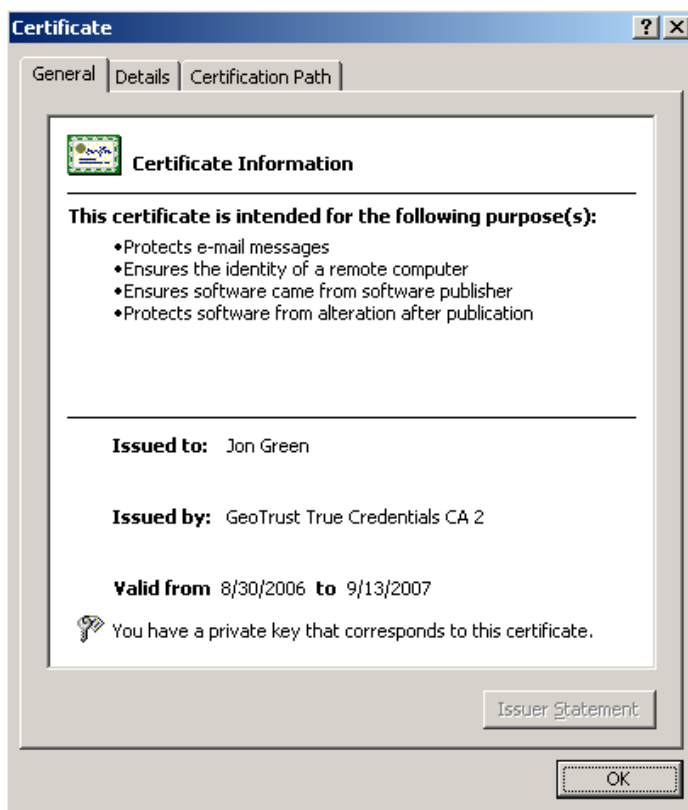 Certificate
General Details Certification Path
Certificate Information
This certificate is intended for the following purpose(s):
•Protects e-mail messages
•Ensures the identity of a remote computer
•Ensures software came from software publisher
•Protects software from alteration after publication
Issued to: Jon Green
Issued by: GeoTrust True Credentials CA 2
Valid from 8/30/2006 to 9/13/2007
You have a private key that corresponds to this certificate.
Issuer Statement
OK